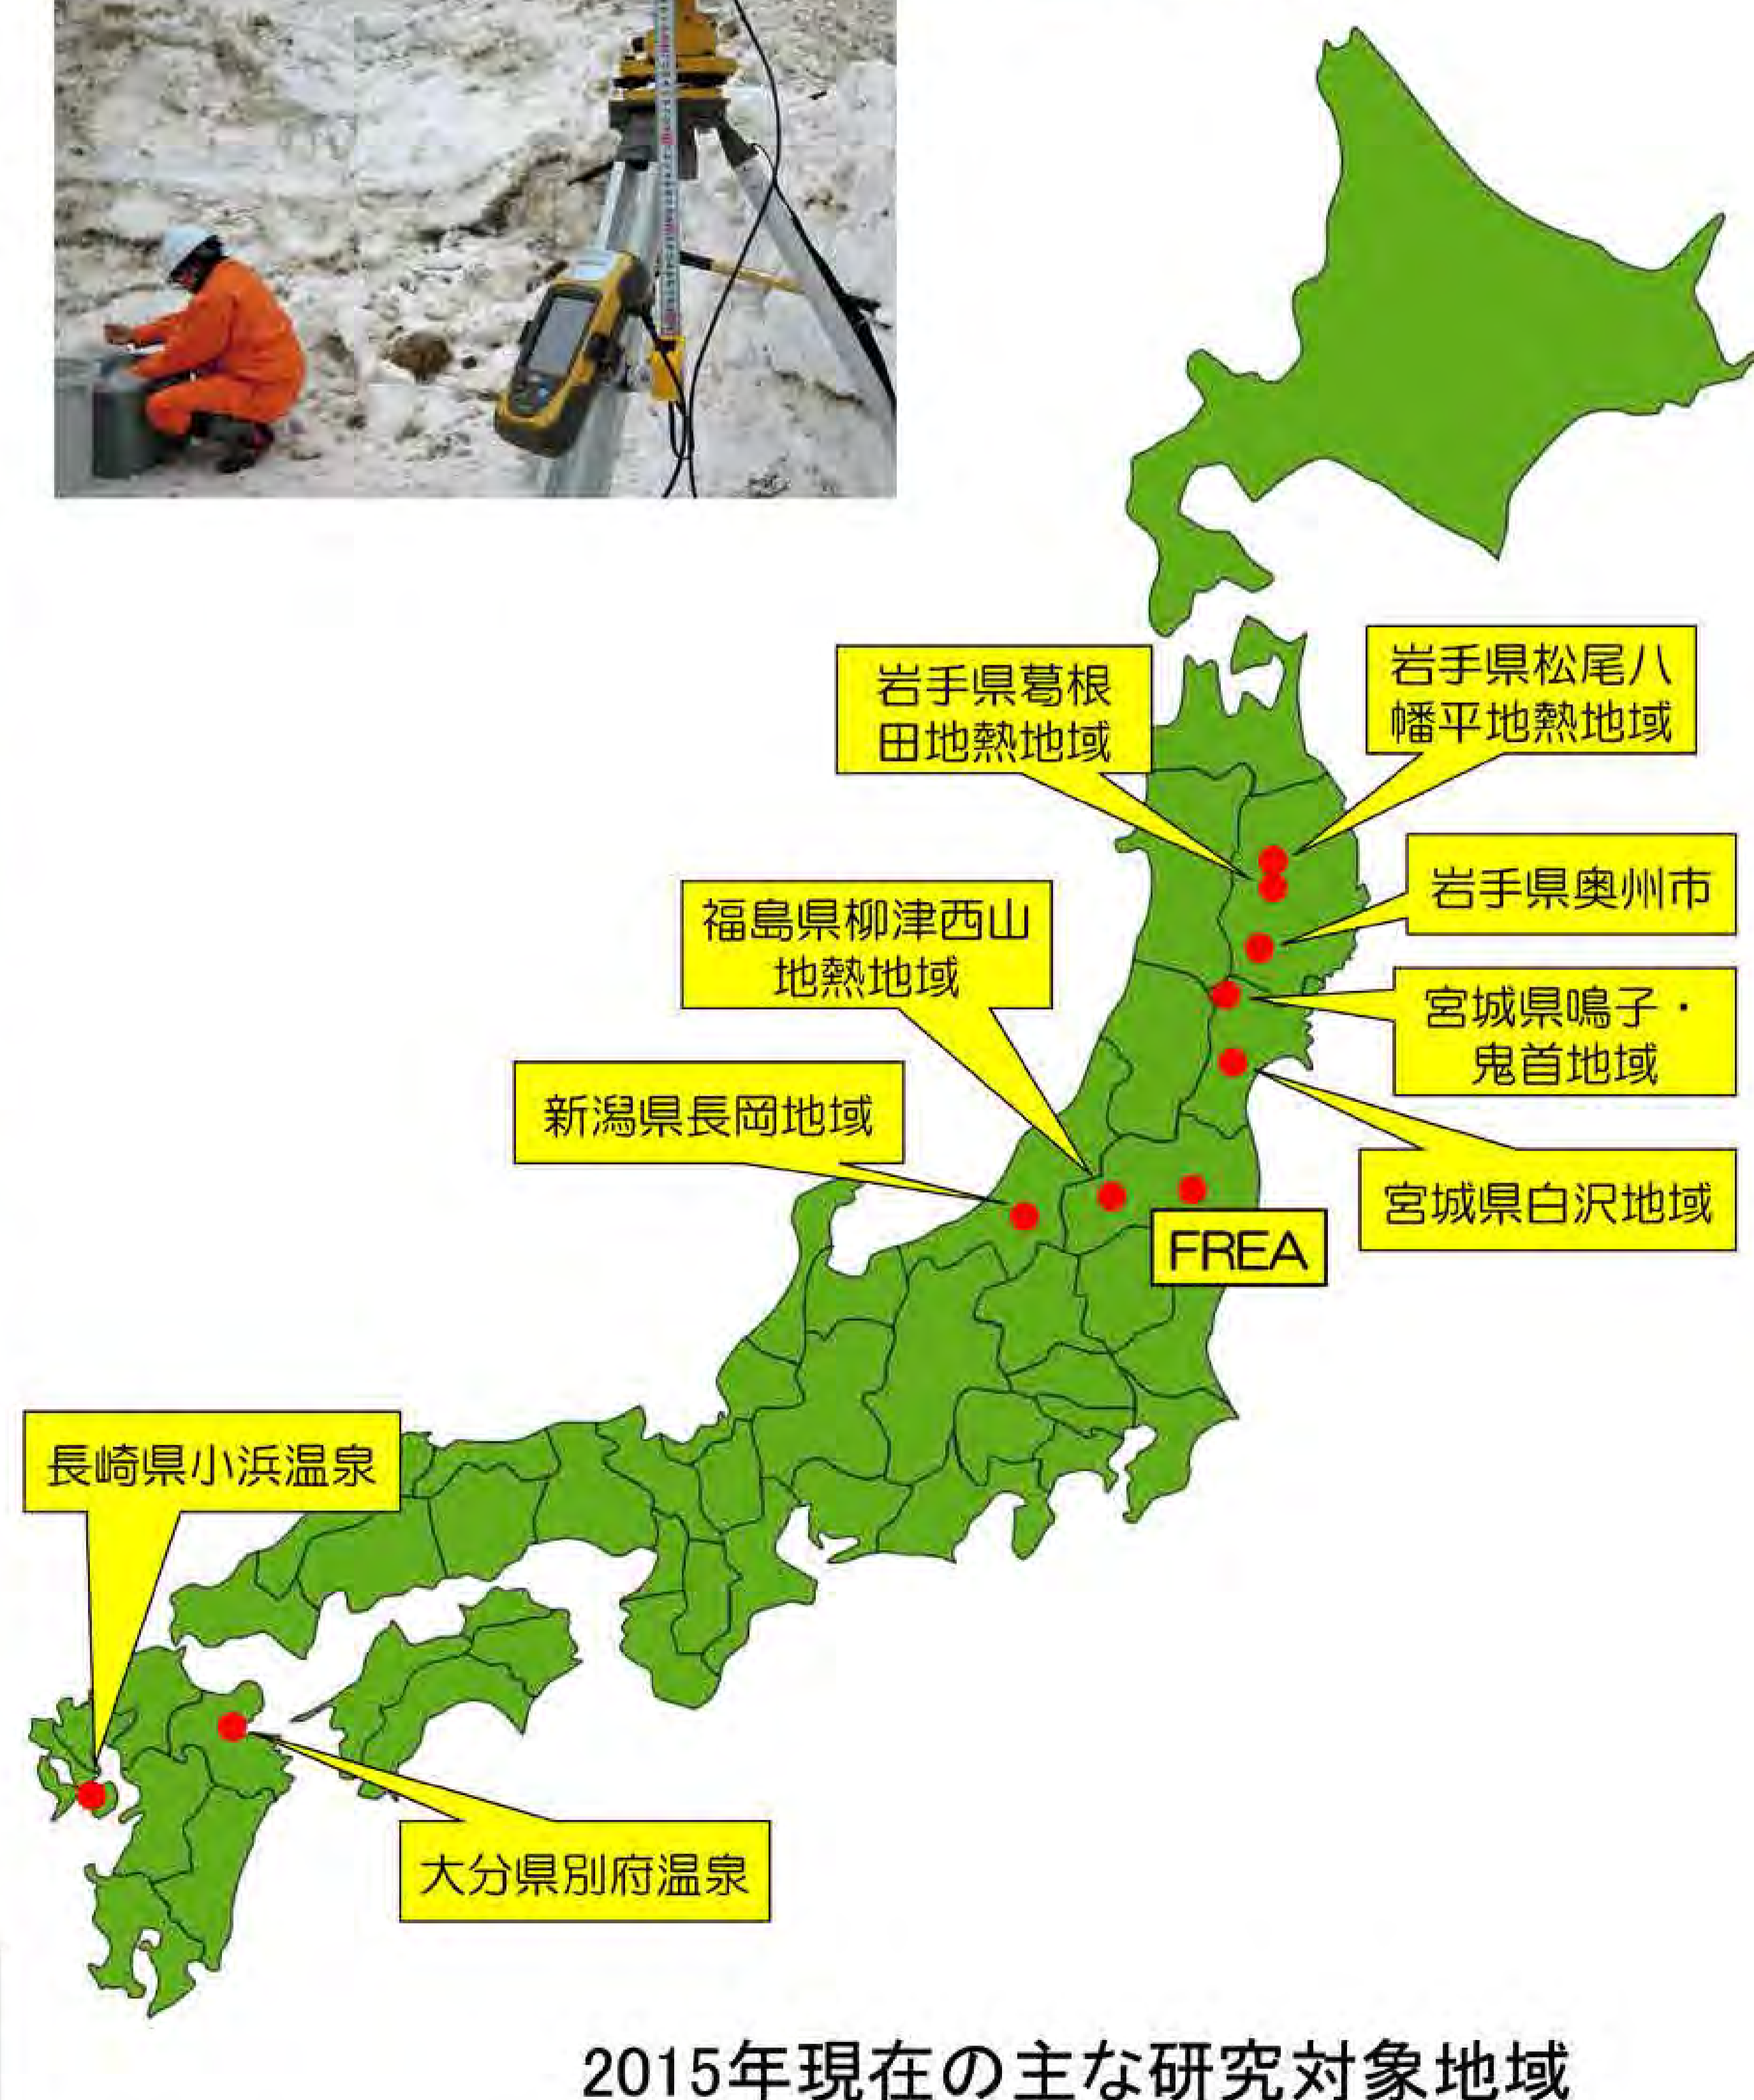 岩手県葛根
田地熱地域
岩手県松尾八
幡平地熱地域
岩手県奥州市
福島県柳津西山
地熱地域
宮城県鳴子・
鬼首地域
新潟県長岡地域
宮城県白沢地域
FREA
長崎県小浜温泉
大分県別府温泉
2015年現在の主な研究対象地域